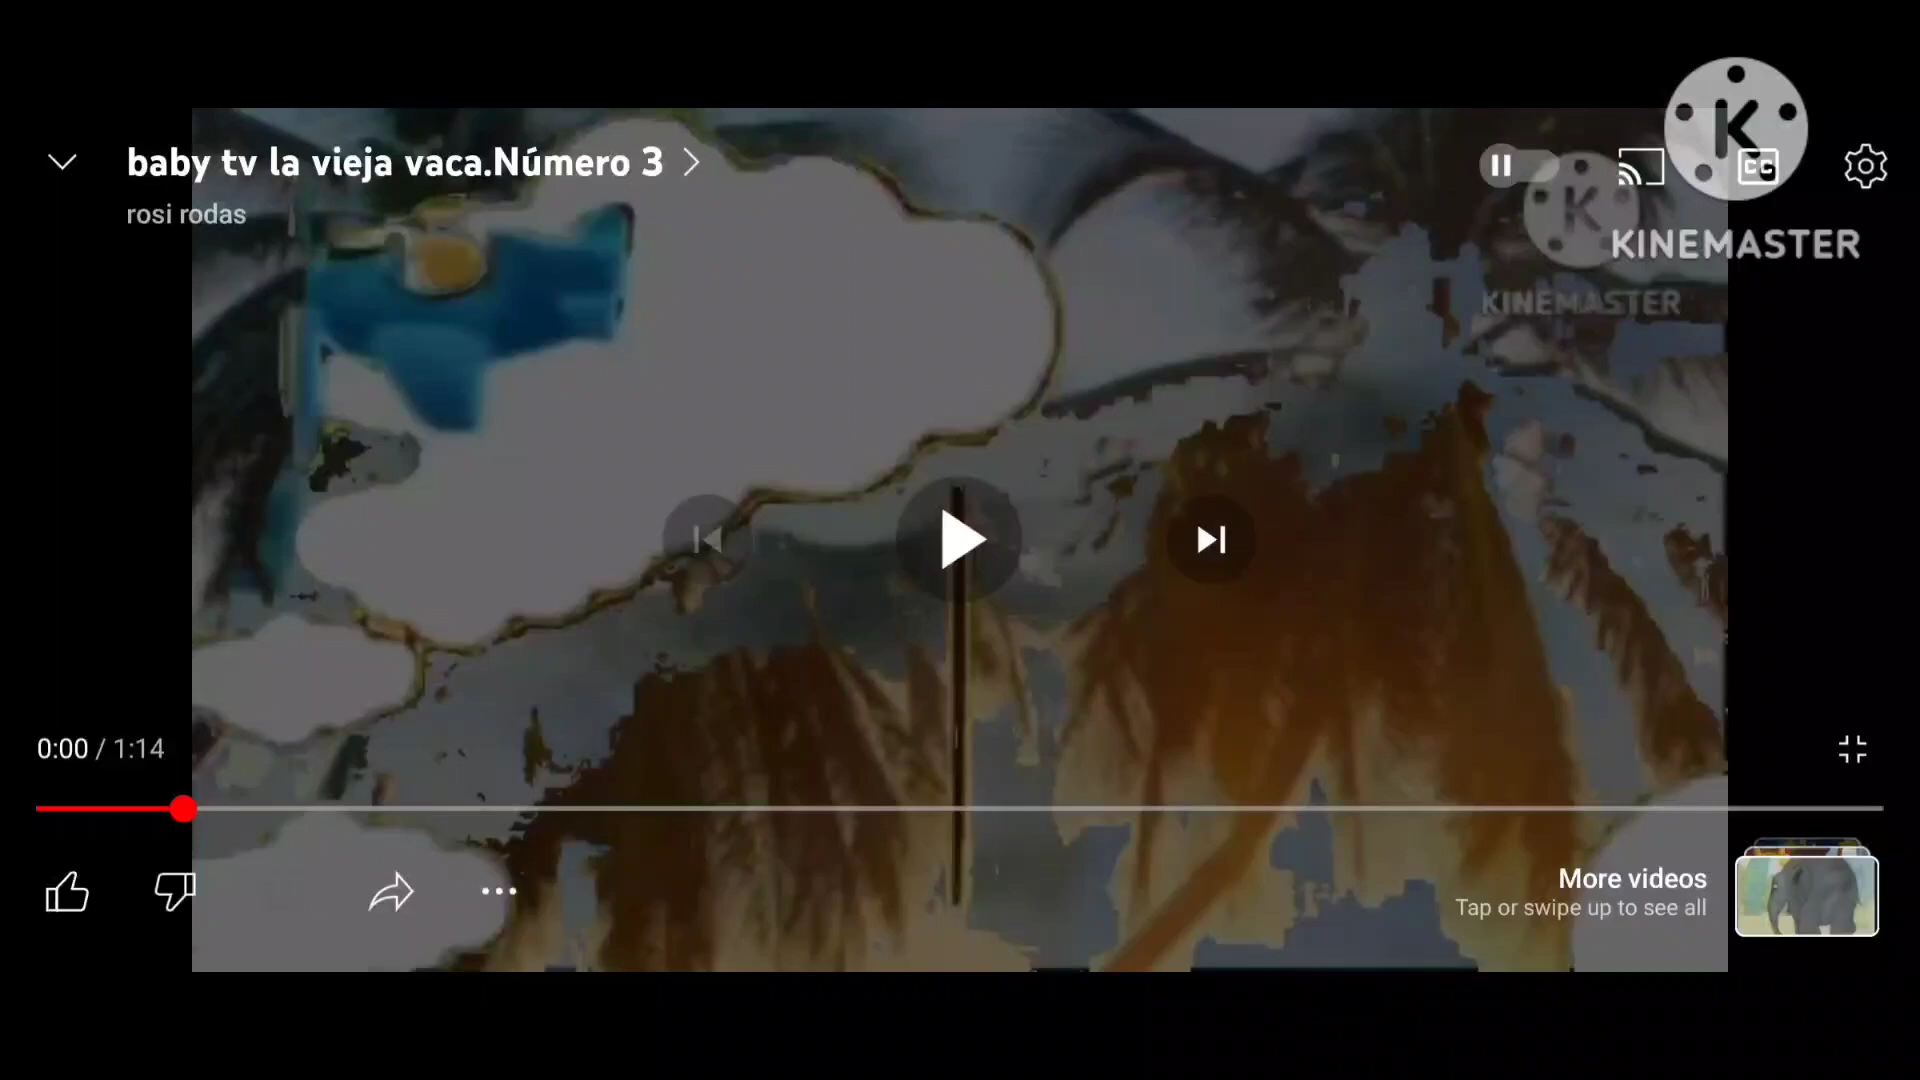 baby tv la vieja vaca.Número 3
rosi rodas
K
CC
K
KINEMASTER
KINEMASTER
0:00 / 1:14
More videos
Tap or swipe up to see all